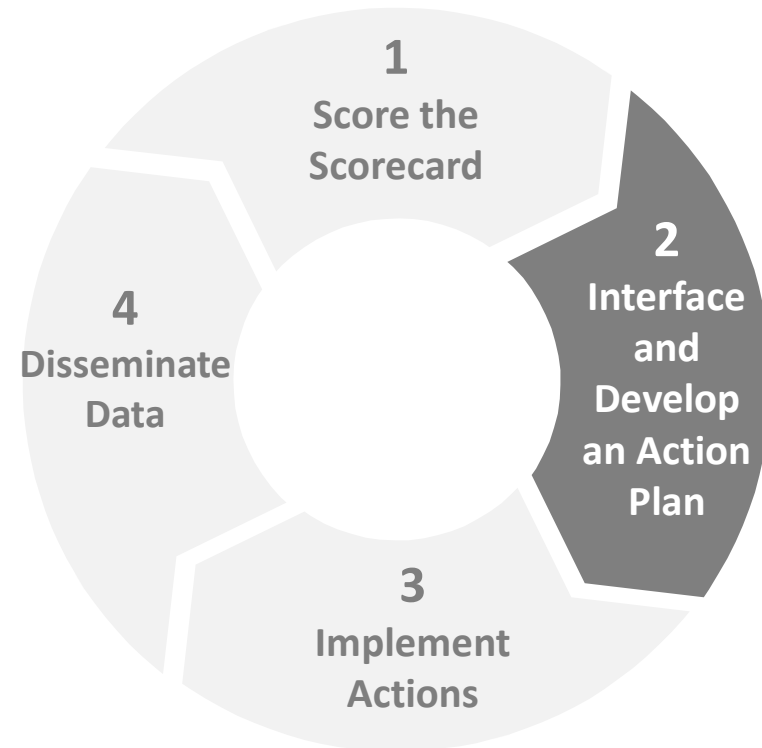 1
Score the
Scorecard
2
Interface
and
Develop
an Action
Plan
3
Implement
Actions
4
Disseminate
Data